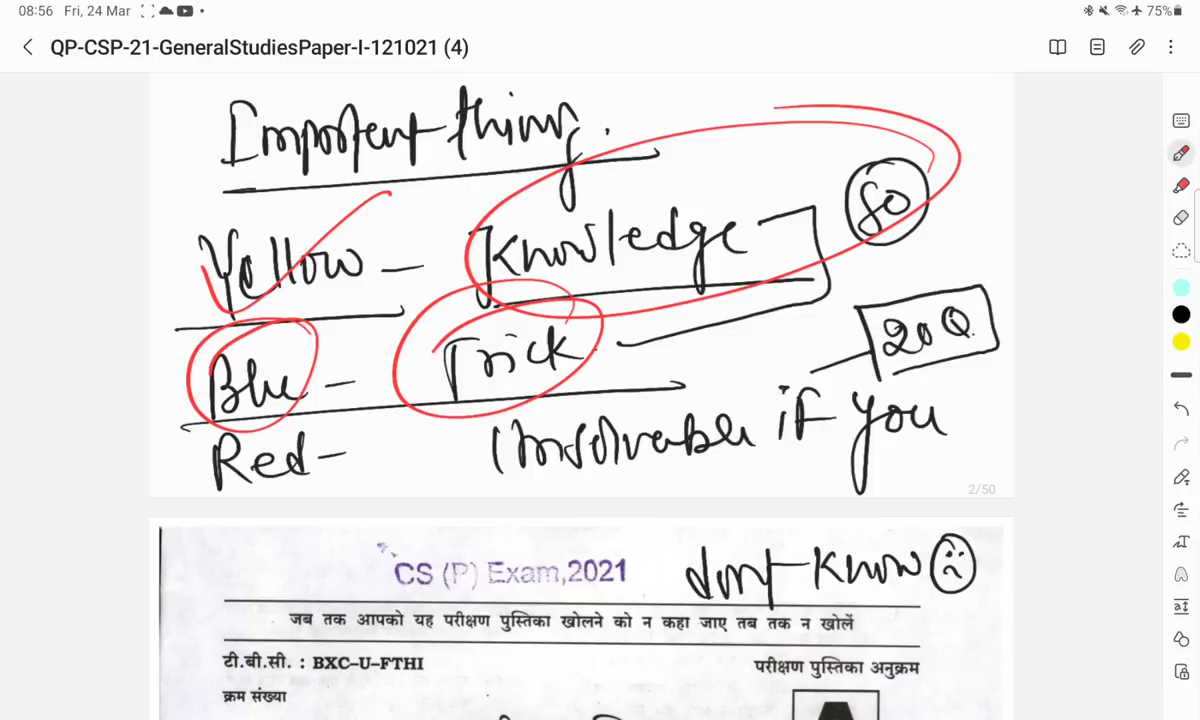 08:56 Fri, 24 Mar 75%
QP-CSP-21-GeneralStudiesPaper-I-121021 (4)
Important thing.
Yellow - Knowledge 80
Blue - Trick
20 Q
Red - Unsolvable if you
2/50
don't know
CS (P) Exam,2021
जब तक आपको यह परीक्षण पुस्तिका खोलने को न कहा जाए तब तक न खोलें
टी.बी.सी. : BXC-U-FTHI परीक्षण पुस्तिका अनुक्रम
क्रम संख्या
A